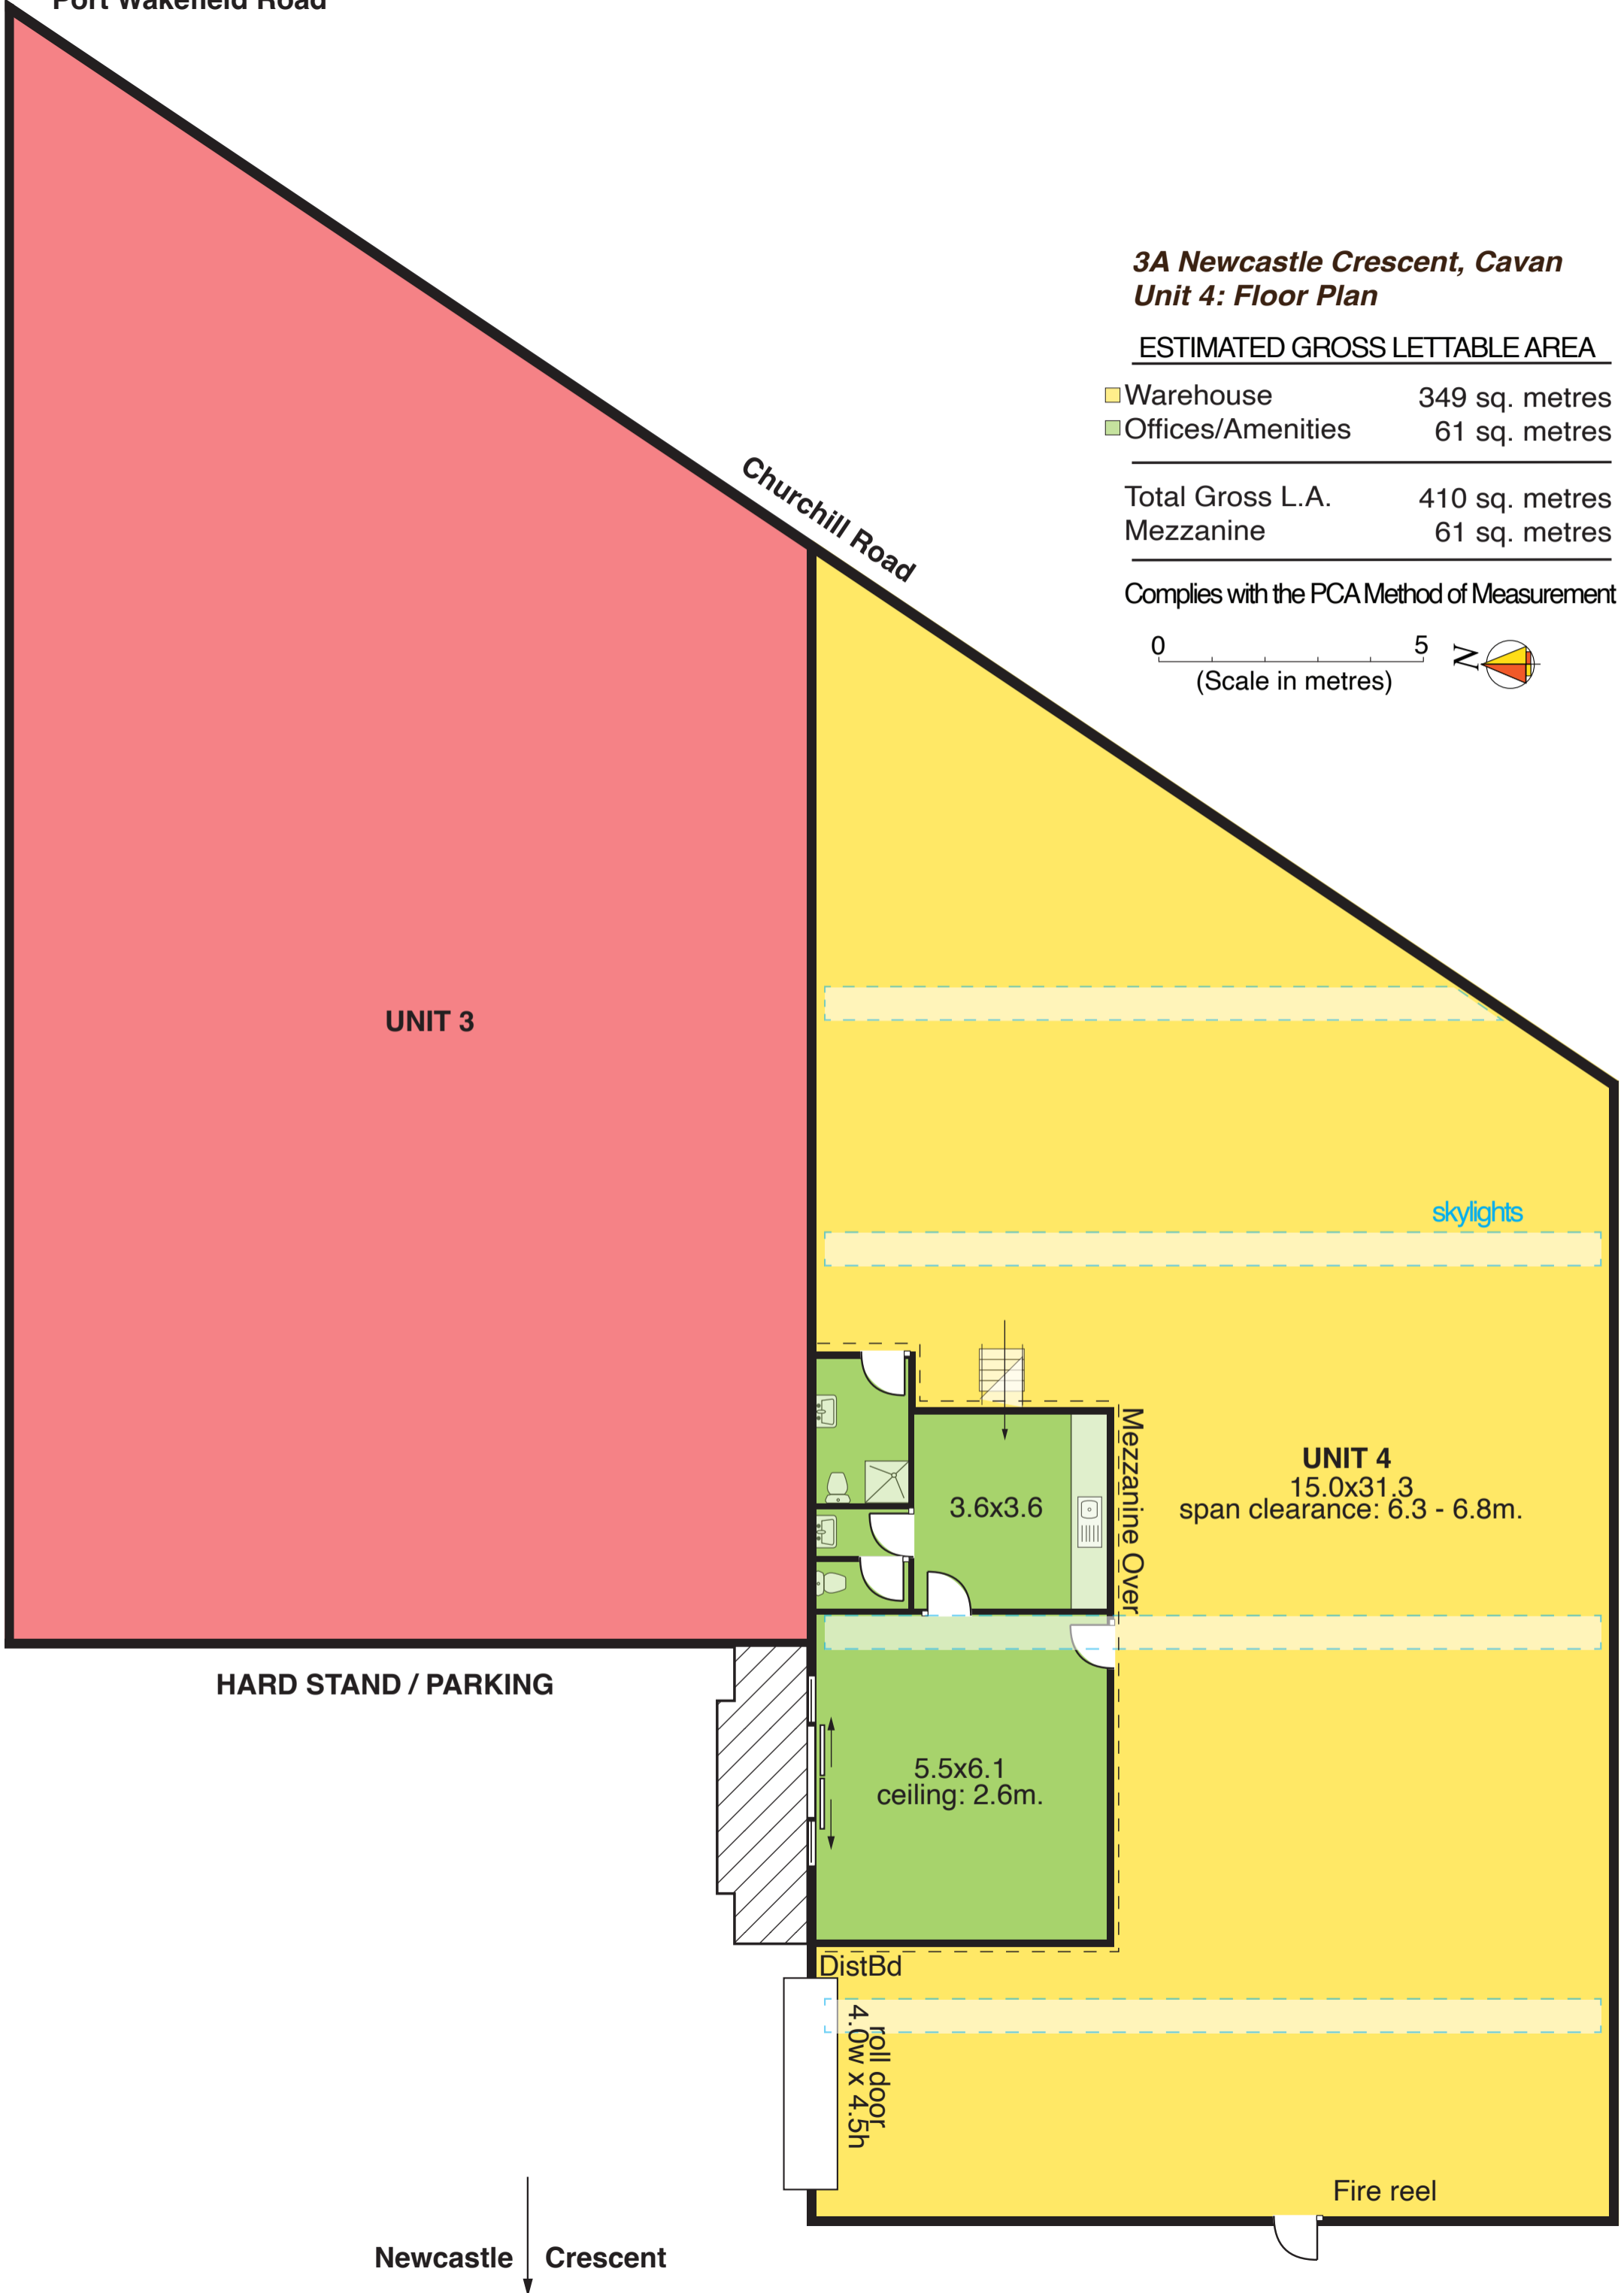 Port Wakefield Road
3A Newcastle Crescent, Cavan
Unit 4: Floor Plan
ESTIMATED GROSS LETTABLE AREA
Warehouse 349 sq. metres
Offices/Amenities 61 sq. metres
Total Gross L.A. 410 sq. metres
Mezzanine 61 sq. metres
Complies with the PCA Method of Measurement
0 5
(Scale in metres)
N
Churchill Road
UNIT 3
skylights
Mezzanine Over
UNIT 4
15.0x31.3
span clearance: 6.3 - 6.8m.
3.6x3.6
HARD STAND / PARKING
5.5x6.1
ceiling: 2.6m.
DistBd
roll door
4.0w x 4.5h
Fire reel
Newcastle Crescent